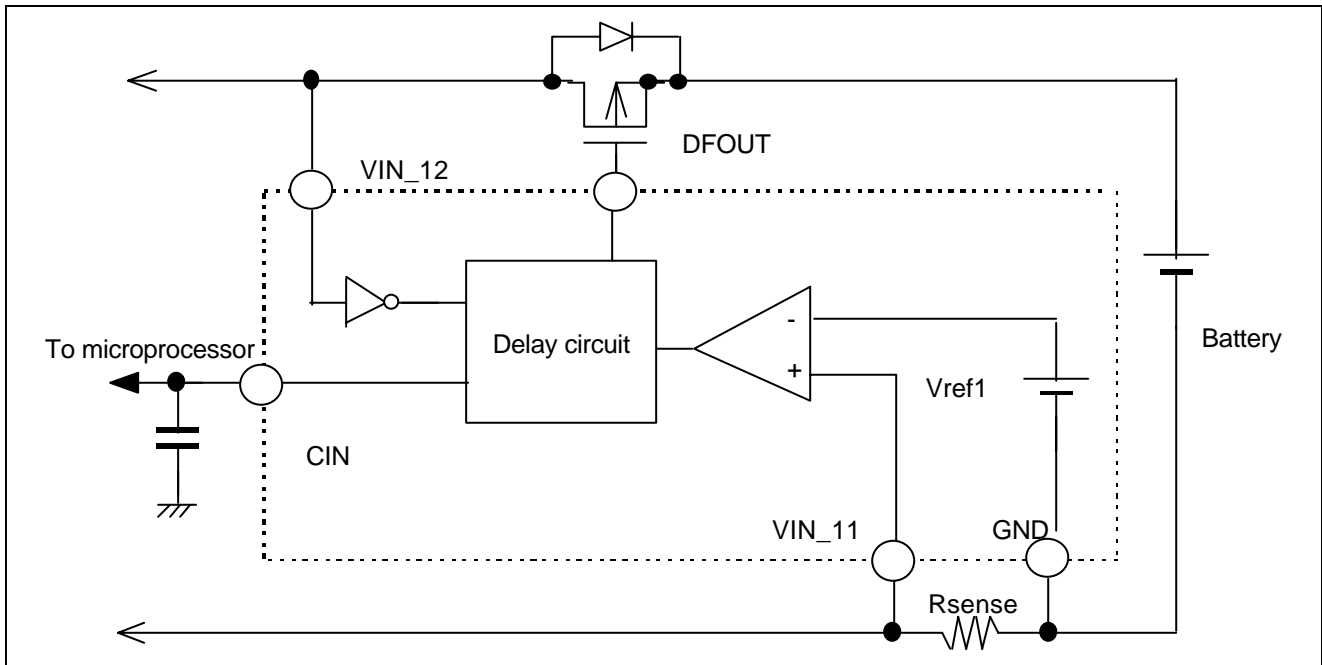 DFOUT
VIN_12
To microprocessor
Delay circuit
-
+
Vref1
Battery
CIN
VIN_11
GND
Rsense